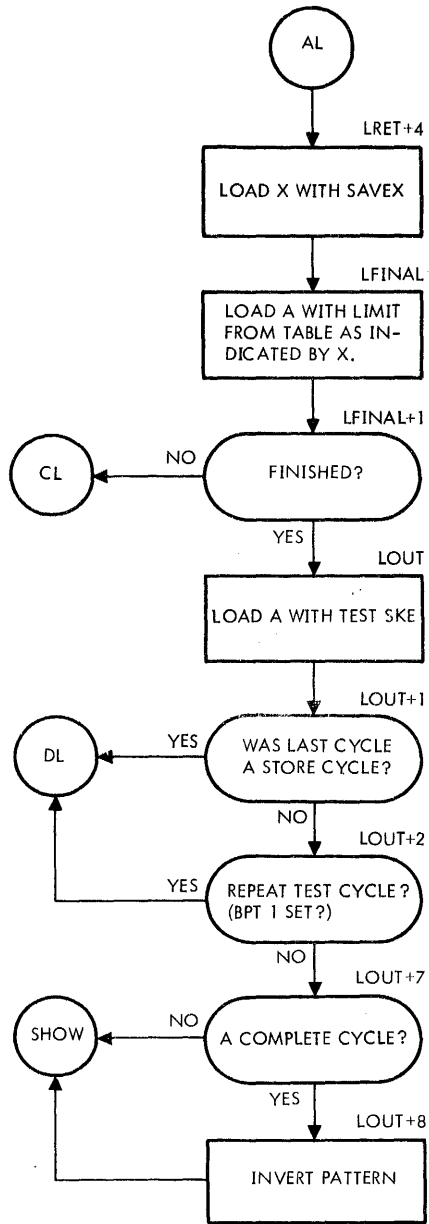 AL
LRET+4
LOAD X WITH SAVEX
LFINAL
LOAD A WITH LIMIT
FROM TABLE AS IN-
DICATED BY X.
LFINAL+1
CL
NO
FINISHED?
YES
LOUT
LOAD A WITH TEST SKE
LOUT+1
DL
YES
WAS LAST CYCLE
A STORE CYCLE?
NO
LOUT+2
YES
REPEAT TEST CYCLE?
(BPT 1 SET?)
NO
LOUT+7
SHOW
NO
A COMPLETE CYCLE?
YES
LOUT+8
INVERT PATTERN